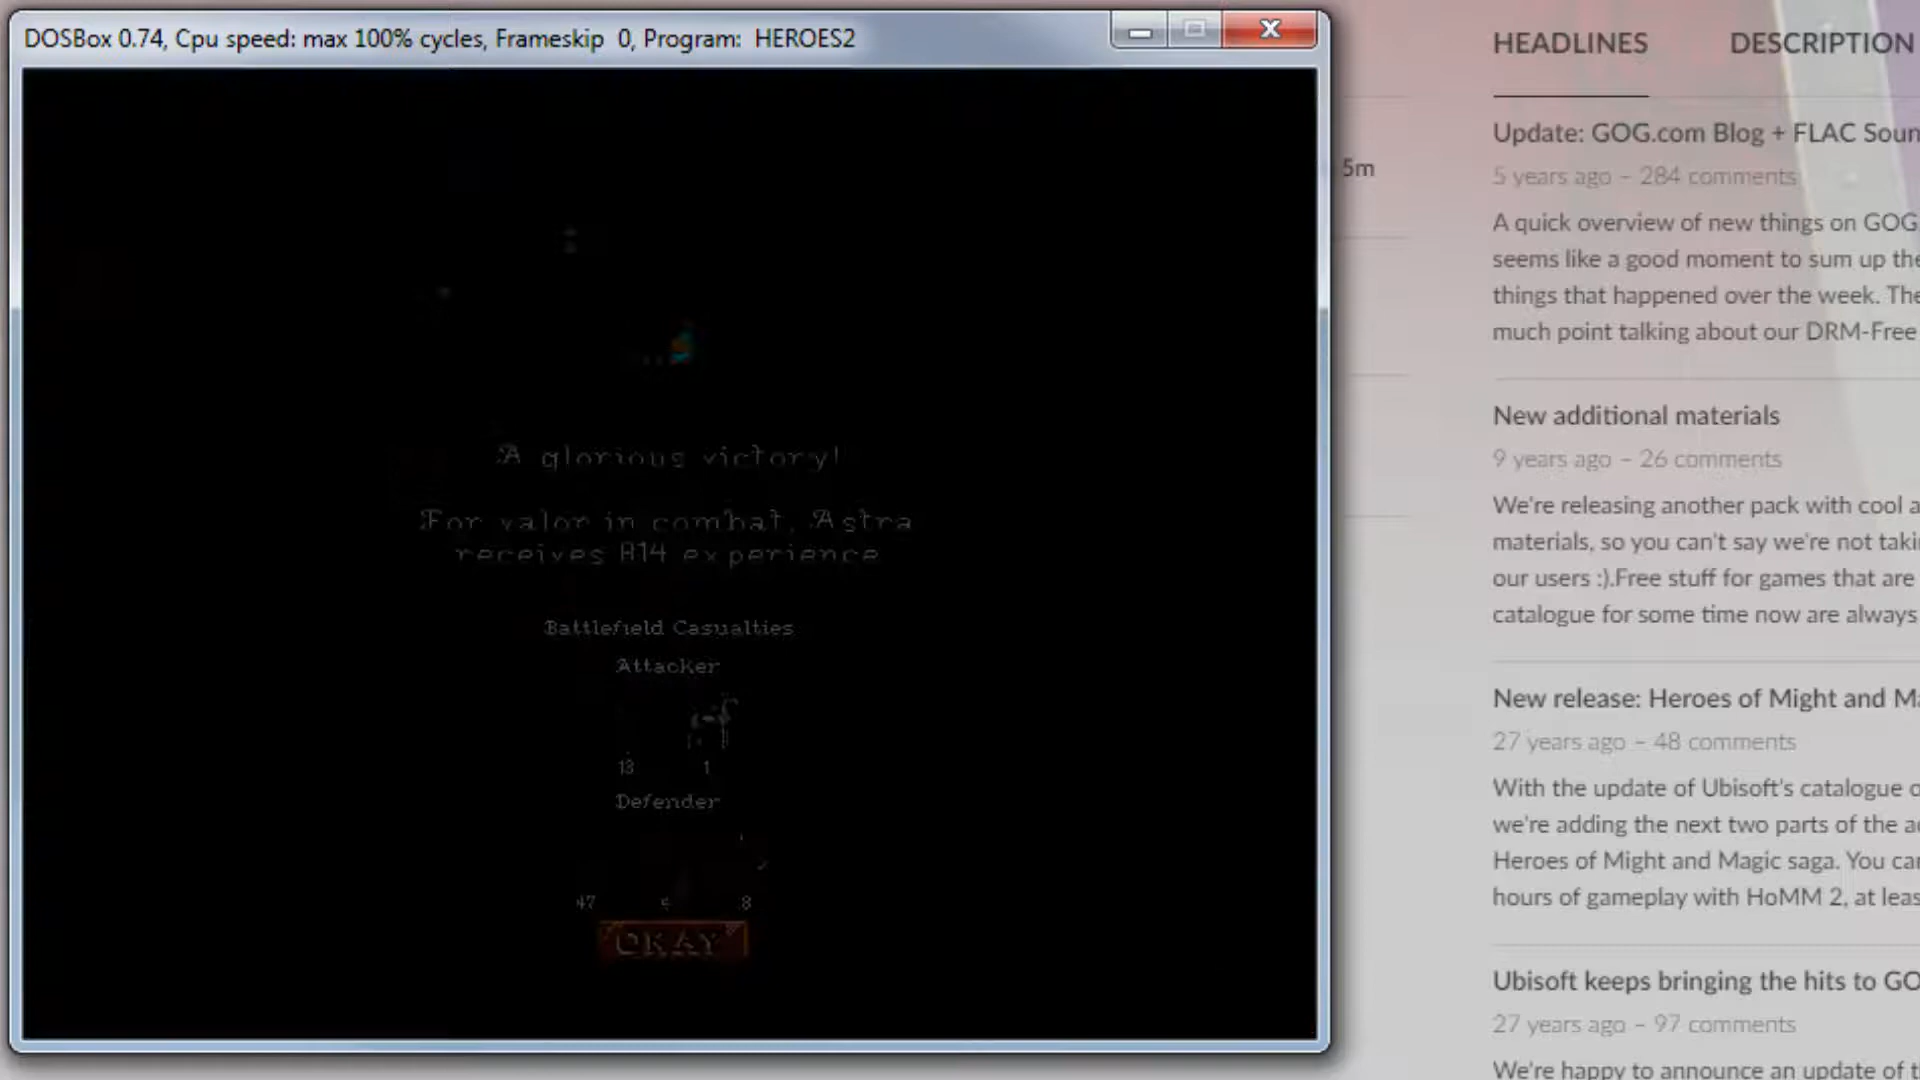 DOSBox 0.74, Cpu speed: max 100% cycles, Frameskip 0, Program: HEROES2
A glorious victory!
For valor in combat, Astra
receives 814 experience
Battlefield Casualties
Attacker
13 1
Defender
47 8
OKAY
5m
HEADLINES DESCRIPTION
Update: GOG.com Blog + FLAC Soun
5 years ago – 284 comments
A quick overview of new things on GOG
seems like a good moment to sum up the
things that happened over the week. The
much point talking about our DRM-Free
New additional materials
9 years ago – 26 comments
We're releasing another pack with cool a
materials, so you can't say we're not taki
our users :).Free stuff for games that are
catalogue for some time now are always
New release: Heroes of Might and Ma
27 years ago – 48 comments
With the update of Ubisoft's catalogue o
we're adding the next two parts of the a
Heroes of Might and Magic saga. You can
hours of gameplay with HoMM 2, at leas
Ubisoft keeps bringing the hits to GO
27 years ago – 97 comments
We're happy to announce an update of t